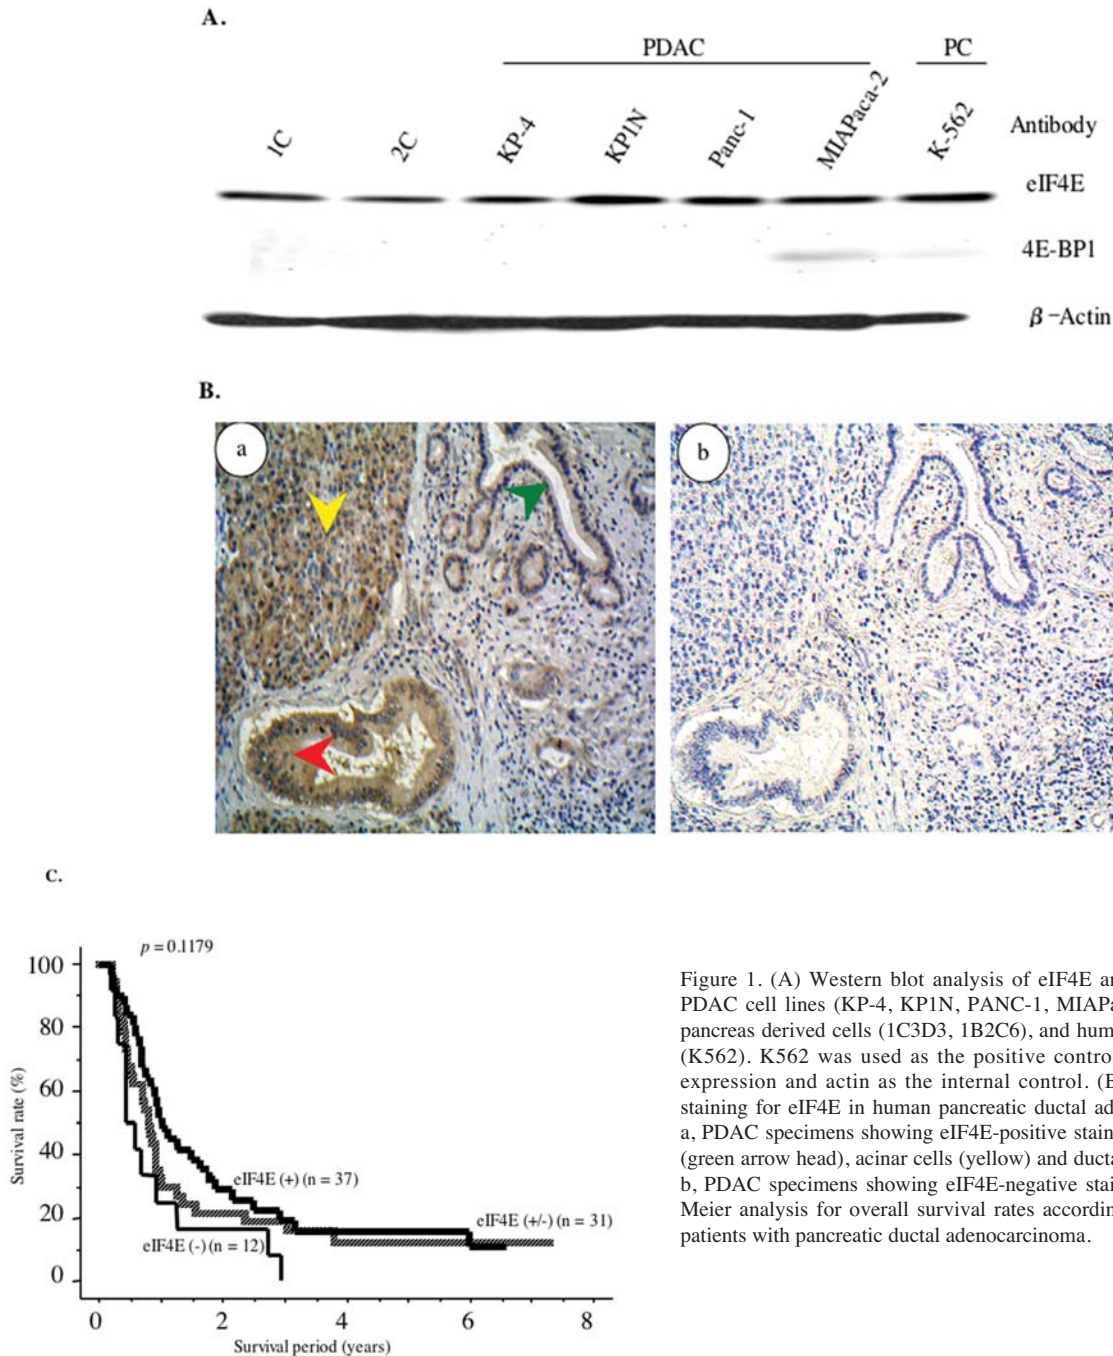 A.
PDAC PC
1C 2C KP-4 KP1N Panc-1 MIAPaca-2 K-562 Antibody
eIF4E
4E-BP1
β-Actin
B.
a b
C.
p = 0.1179
100
80
60
40
20
0
Survival rate (%)
eIF4E (+) (n = 37)
eIF4E (+/-) (n = 31)
eIF4E (-) (n = 12)
0 2 4 6 8
Survival period (years)
Figure 1. (A) Western blot analysis of eIF4E an
PDAC cell lines (KP-4, KP1N, PANC-1, MIAPa
pancreas derived cells (1C3D3, 1B2C6), and hum
(K562). K562 was used as the positive control
expression and actin as the internal control. (B
staining for eIF4E in human pancreatic ductal ad
a, PDAC specimens showing eIF4E-positive stain
(green arrow head), acinar cells (yellow) and ducta
b, PDAC specimens showing eIF4E-negative stai
Meier analysis for overall survival rates accordin
patients with pancreatic ductal adenocarcinoma.